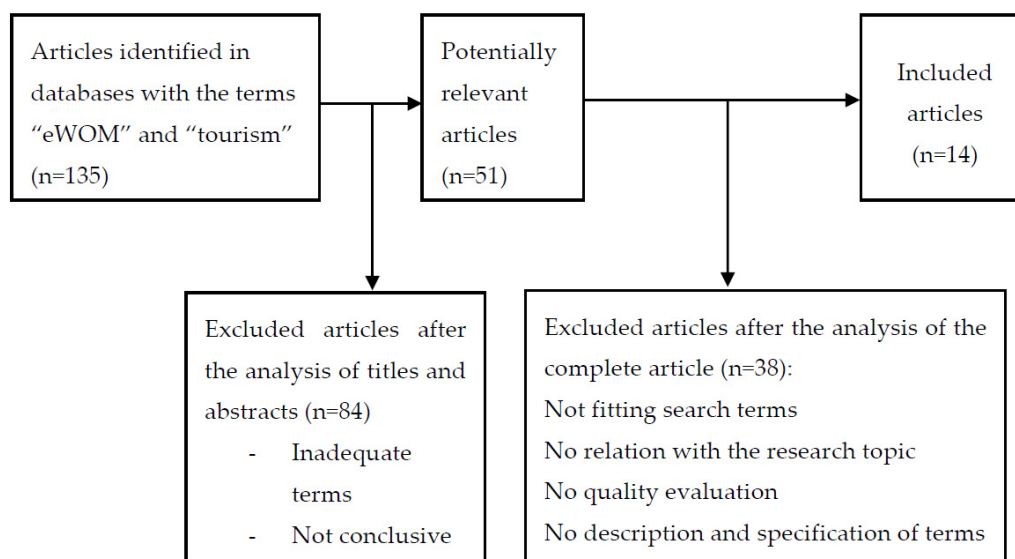 Articles identified in
databases with the terms
“eWOM” and “tourism”
(n=135)
Potentially
relevant
articles
(n=51)
Included
articles
(n=14)
Excluded articles after
the analysis of titles and
abstracts (n=84)
- Inadequate
terms
- Not conclusive
Excluded articles after the analysis of the
complete article (n=38):
Not fitting search terms
No relation with the research topic
No quality evaluation
No description and specification of terms